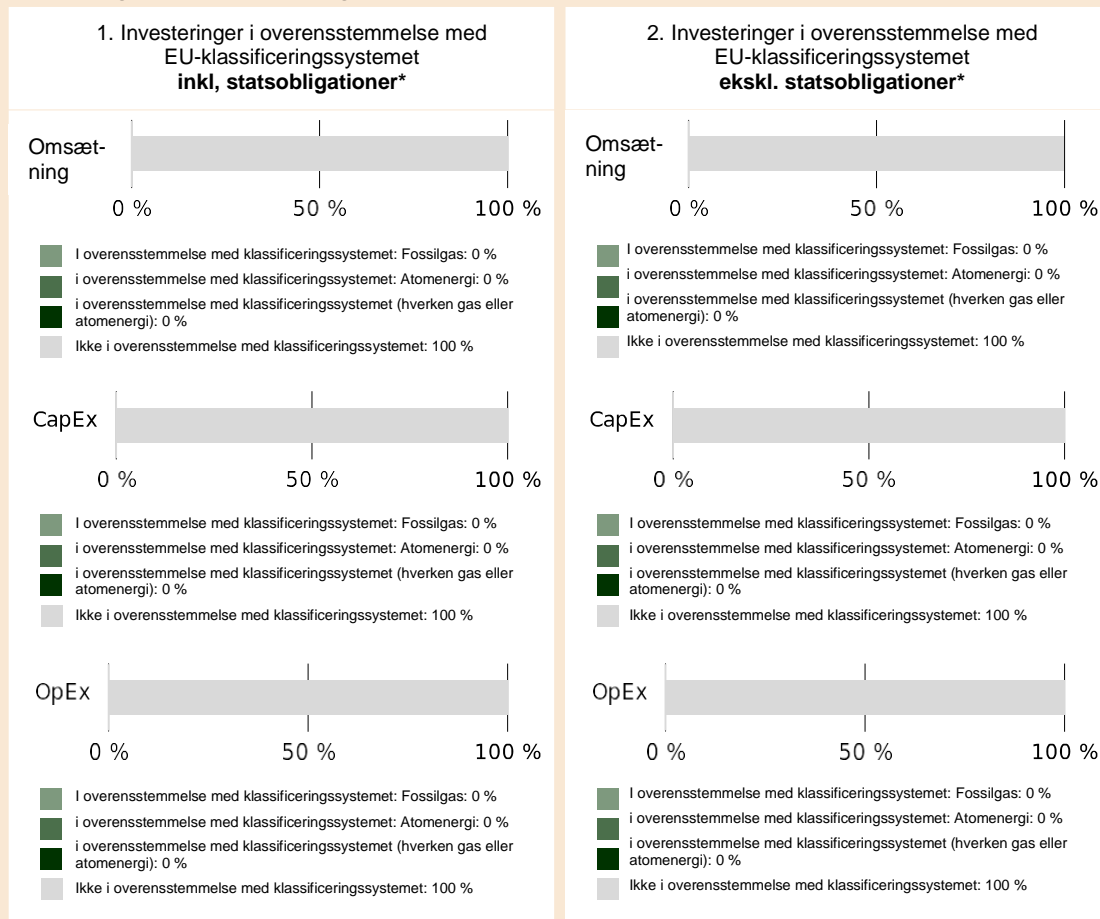 1. Investeringer i overensstemmelse med
EU-klassificeringssystemet
inkl, statsobligationer*
Omsæt-
ning
0 %
50 %
100 %
I overensstemmelse med klassificeringssystemet: Fossilgas: 0 %
i overensstemmelse med klassificeringssystemet: Atomenergi: 0 %
i overensstemmelse med klassificeringssystemet (hverken gas eller
atomenergi): 0 %
Ikke i overensstemmelse med klassificeringssystemet: 100 %
CapEx
0 %
50 %
100 %
I overensstemmelse med klassificeringssystemet: Fossilgas: 0 %
i overensstemmelse med klassificeringssystemet: Atomenergi: 0 %
i overensstemmelse med klassificeringssystemet (hverken gas eller
atomenergi): 0 %
Ikke i overensstemmelse med klassificeringssystemet: 100 %
OpEx
0 %
50 %
100 %
I overensstemmelse med klassificeringssystemet: Fossilgas: 0 %
i overensstemmelse med klassificeringssystemet: Atomenergi: 0 %
i overensstemmelse med klassificeringssystemet (hverken gas eller
atomenergi): 0 %
Ikke i overensstemmelse med klassificeringssystemet: 100 %
2. Investeringer i overensstemmelse med
EU-klassificeringssystemet
ekskl. statsobligationer*
Omsæt-
ning
0 %
50 %
100 %
I overensstemmelse med klassificeringssystemet: Fossilgas: 0 %
i overensstemmelse med klassificeringssystemet: Atomenergi: 0 %
i overensstemmelse med klassificeringssystemet (hverken gas eller
atomenergi): 0 %
Ikke i overensstemmelse med klassificeringssystemet: 100 %
CapEx
0 %
50 %
100 %
I overensstemmelse med klassificeringssystemet: Fossilgas: 0 %
i overensstemmelse med klassificeringssystemet: Atomenergi: 0 %
i overensstemmelse med klassificeringssystemet (hverken gas eller
atomenergi): 0 %
Ikke i overensstemmelse med klassificeringssystemet: 100 %
OpEx
0 %
50 %
100 %
I overensstemmelse med klassificeringssystemet: Fossilgas: 0 %
i overensstemmelse med klassificeringssystemet: Atomenergi: 0 %
i overensstemmelse med klassificeringssystemet (hverken gas eller
atomenergi): 0 %
Ikke i overensstemmelse med klassificeringssystemet: 100 %